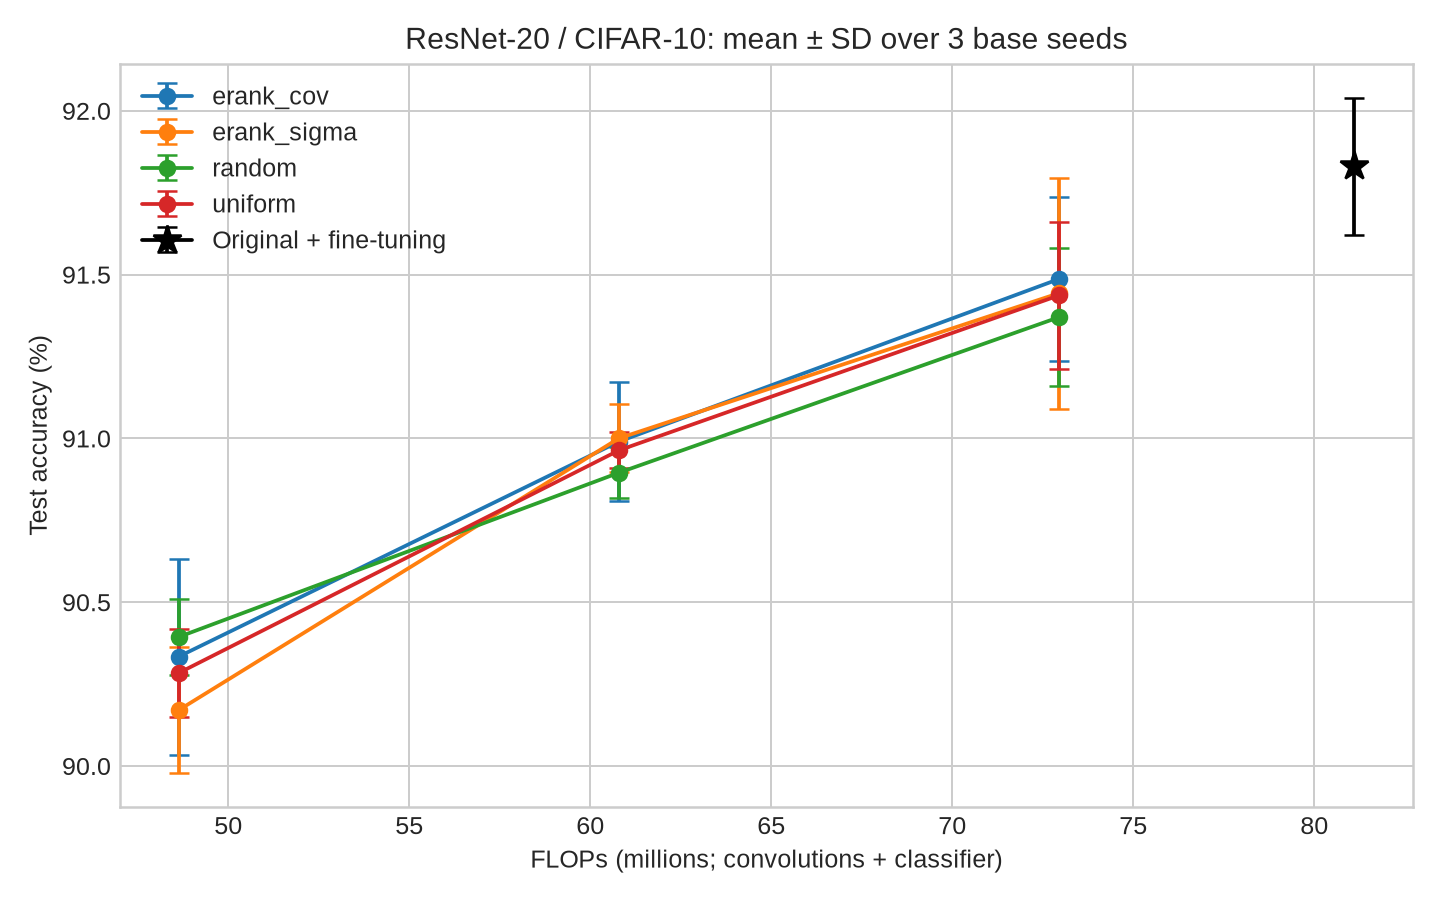 ResNet-20 / CIFAR-10: mean ± SD over 3 base seeds
erank_cov
erank_sigma
random
uniform
Original + fine-tuning
Test accuracy (%)
92.0
91.5
91.0
90.5
90.0
50 55 60 65 70 75 80
FLOPs (millions; convolutions + classifier)